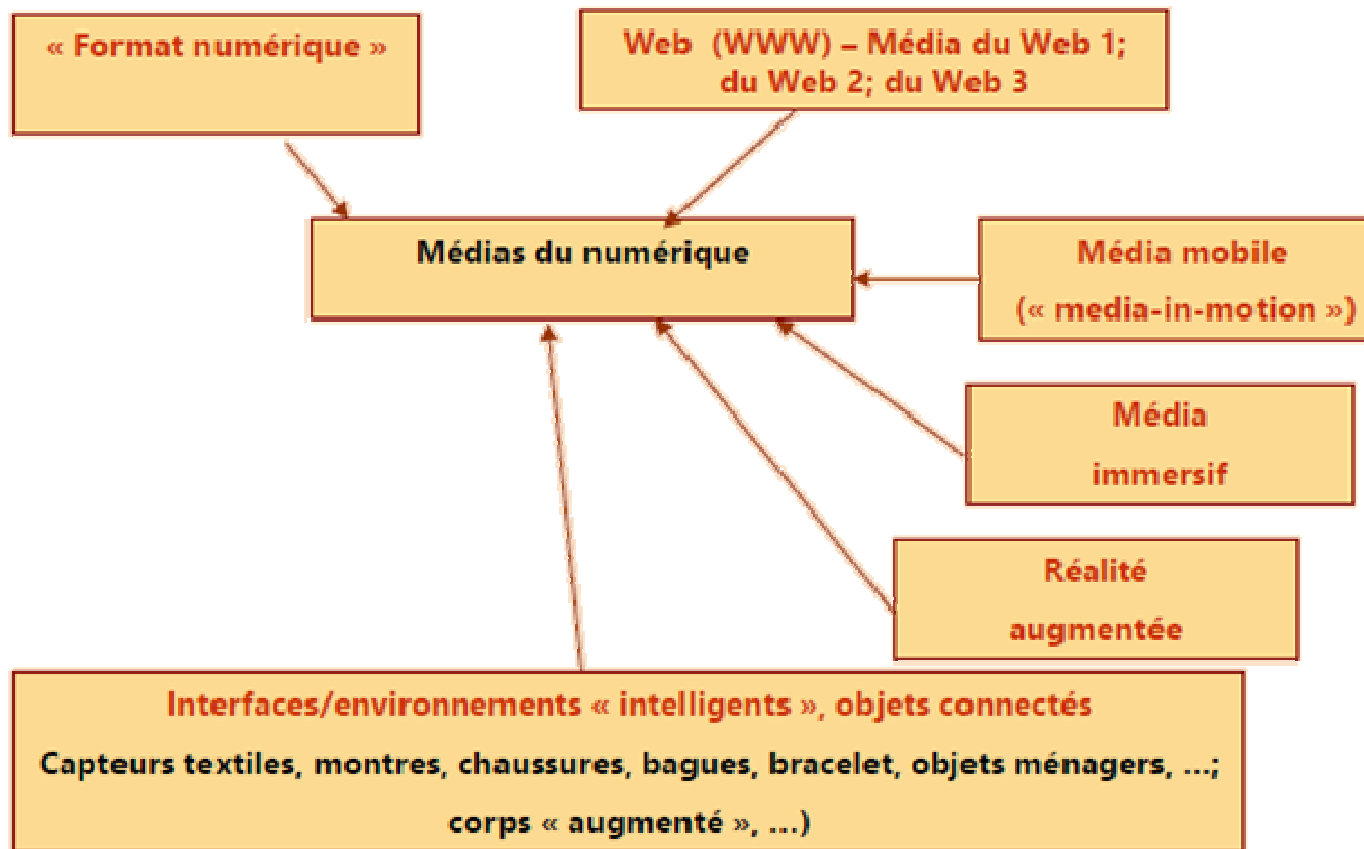 « Format numérique »
Web (WWW) – Média du Web 1;
du Web 2; du Web 3
Médias du numérique
Média mobile
(« media-in-motion »)
Média
immersif
Réalité
augmentée
Interfaces/environnements « intelligents », objets connectés
Capteurs textiles, montres, chaussures, bagues, bracelet, objets ménagers, ...;
corps « augmenté », ...)